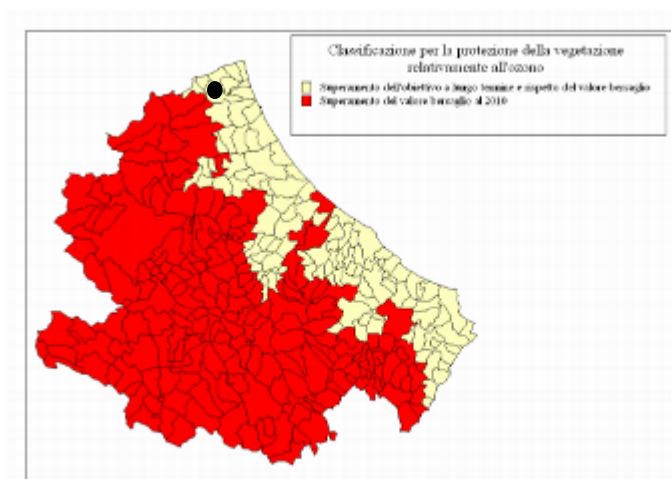 Classificazione per la protezione della vegetazione
relativamente all'ozono
Superamento dell'obiettivo a lungo termine e rispetto del valore bersaglio
Superamento del valore bersaglio al 2010